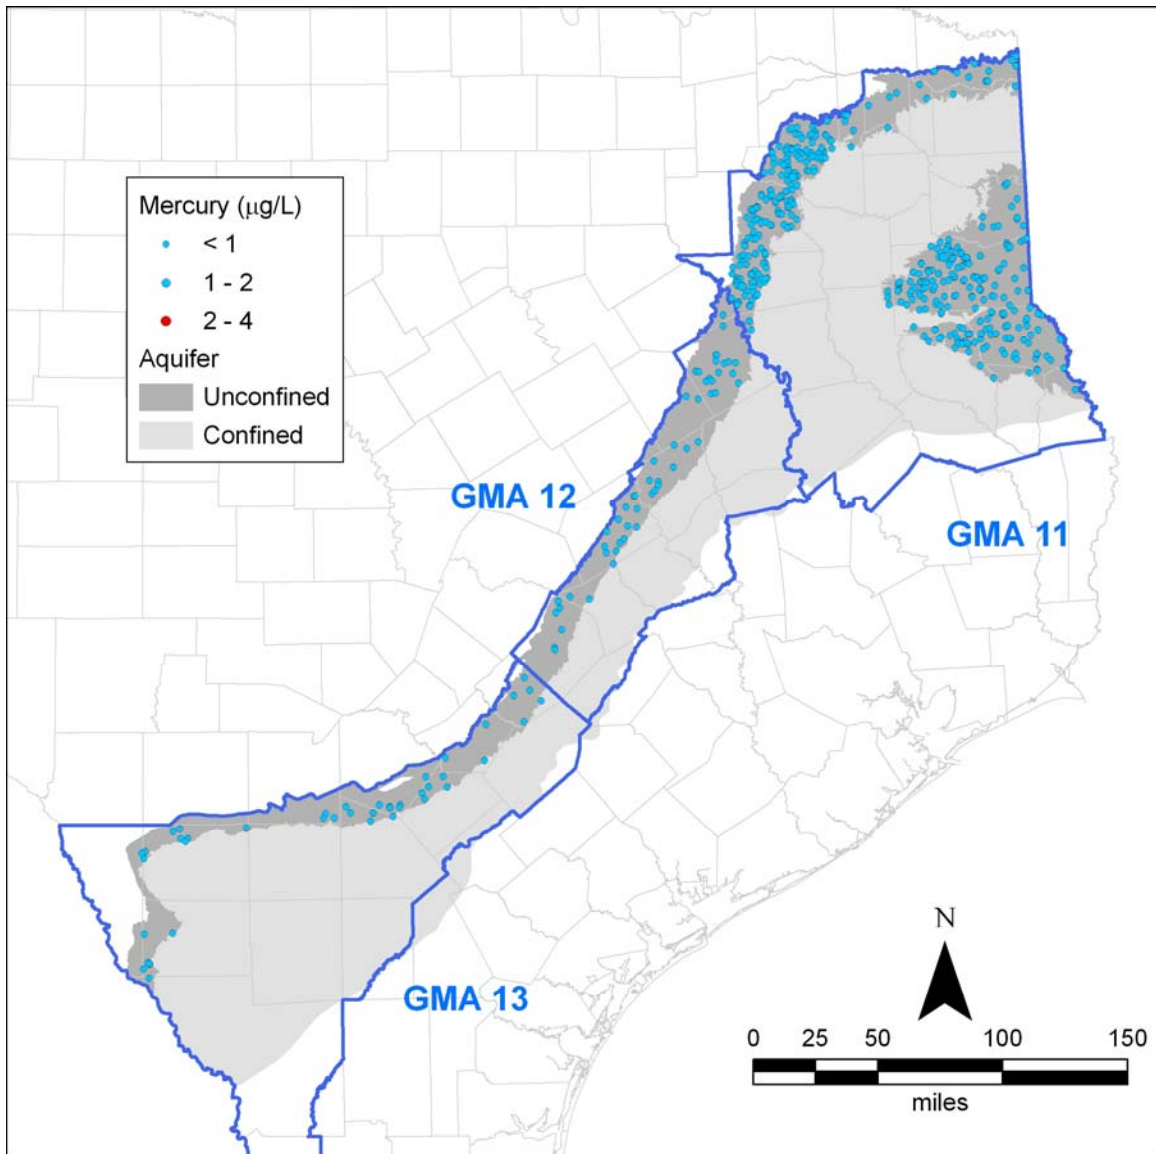 Mercury (μg/L)
< 1
1 - 2
2 - 4
Aquifer
Unconfined
Confined
GMA 12
GMA 11
GMA 13
N
0 25 50 100 150
miles